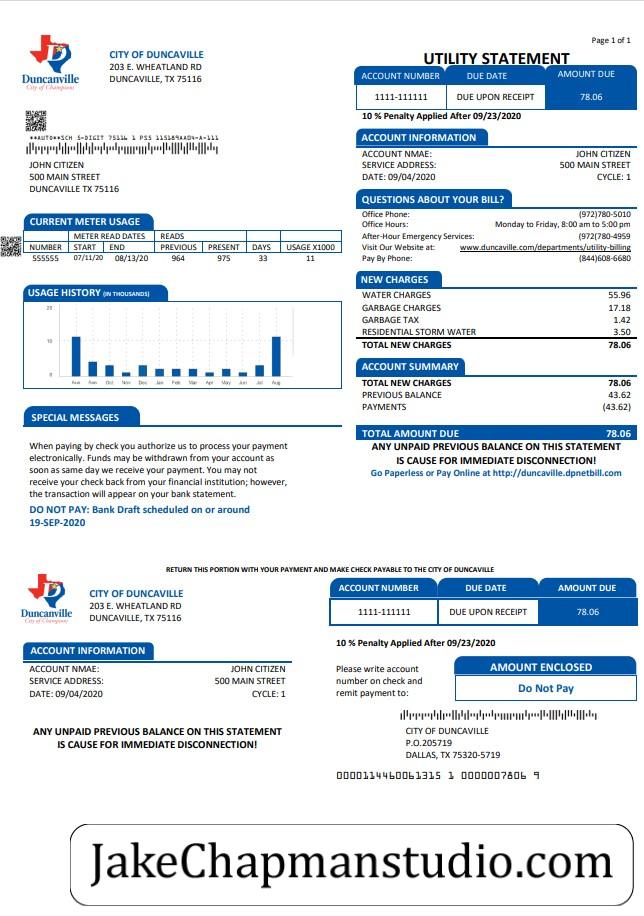 Page 1 of 1
Duncanville
City of Champions
CITY OF DUNCAVILLE
203 E. WHEATLAND RD
DUNCAVILLE, TX 75116
UTILITY STATEMENT
ACCOUNT NUMBER DUE DATE AMOUNT DUE
1111-111111 DUE UPON RECEIPT 78.06
10 % Penalty Applied After 09/23/2020
**AUTO**SCH 5-DIGIT 75116 1 PSS 115189AAD4-A-111
JOHN CITIZEN
500 MAIN STREET
DUNCAVILLE TX 75116
ACCOUNT INFORMATION
ACCOUNT NMAE: JOHN CITIZEN
SERVICE ADDRESS: 500 MAIN STREET
DATE: 09/04/2020 CYCLE: 1
QUESTIONS ABOUT YOUR BILL?
Office Phone: (972)780-5010
Office Hours: Monday to Friday, 8:00 am to 5:00 pm
After-Hour Emergency Services: (972)780-4959
Visit Our Website at: www.duncaville.com/departments/utility-billing
Pay By Phone: (844)608-6680
CURRENT METER USAGE
METER READ DATES READS
NUMBER START END PREVIOUS PRESENT DAYS USAGE X1000
555555 07/11/20 08/13/20 964 975 33 11
USAGE HISTORY (IN THOUSANDS)
20
10
0
Aug Sep Oct Nov Dec Jan Feb Mar Apr May Jun Jul Aug
NEW CHARGES
WATER CHARGES 55.96
GARBAGE CHARGES 17.18
GARBAGE TAX 1.42
RESIDENTIAL STORM WATER 3.50
TOTAL NEW CHARGES 78.06
ACCOUNT SUMMARY
TOTAL NEW CHARGES 78.06
PREVIOUS BALANCE 43.62
PAYMENTS (43.62)
TOTAL AMOUNT DUE 78.06
ANY UNPAID PREVIOUS BALANCE ON THIS STATEMENT
IS CAUSE FOR IMMEDIATE DISCONNECTION!
Go Paperless or Pay Online at http://duncaville.dpnetbill.com
SPECIAL MESSAGES
When paying by check you authorize us to process your payment
electronically. Funds may be withdrawn from your account as
soon as same day we receive your payment. You may not
receive your check back from your financial institution; however,
the transaction will appear on your bank statement.
DO NOT PAY: Bank Draft scheduled on or around
19-SEP-2020
RETURN THIS PORTION WITH YOUR PAYMENT AND MAKE CHECK PAYABLE TO THE CITY OF DUNCAVILLE
Duncanville
City of Champions
CITY OF DUNCAVILLE
203 E. WHEATLAND RD
DUNCAVILLE, TX 75116
ACCOUNT NUMBER DUE DATE AMOUNT DUE
1111-111111 DUE UPON RECEIPT 78.06
10 % Penalty Applied After 09/23/2020
ACCOUNT INFORMATION
ACCOUNT NMAE: JOHN CITIZEN
SERVICE ADDRESS: 500 MAIN STREET
DATE: 09/04/2020 CYCLE: 1
ANY UNPAID PREVIOUS BALANCE ON THIS STATEMENT
IS CAUSE FOR IMMEDIATE DISCONNECTION!
Please write account
number on check and
remit payment to:
AMOUNT ENCLOSED
Do Not Pay
CITY OF DUNCAVILLE
P.O.205719
DALLAS, TX 75320-5719
0000114460061315 1 0000007806 9
JakeChapmanstudio.com